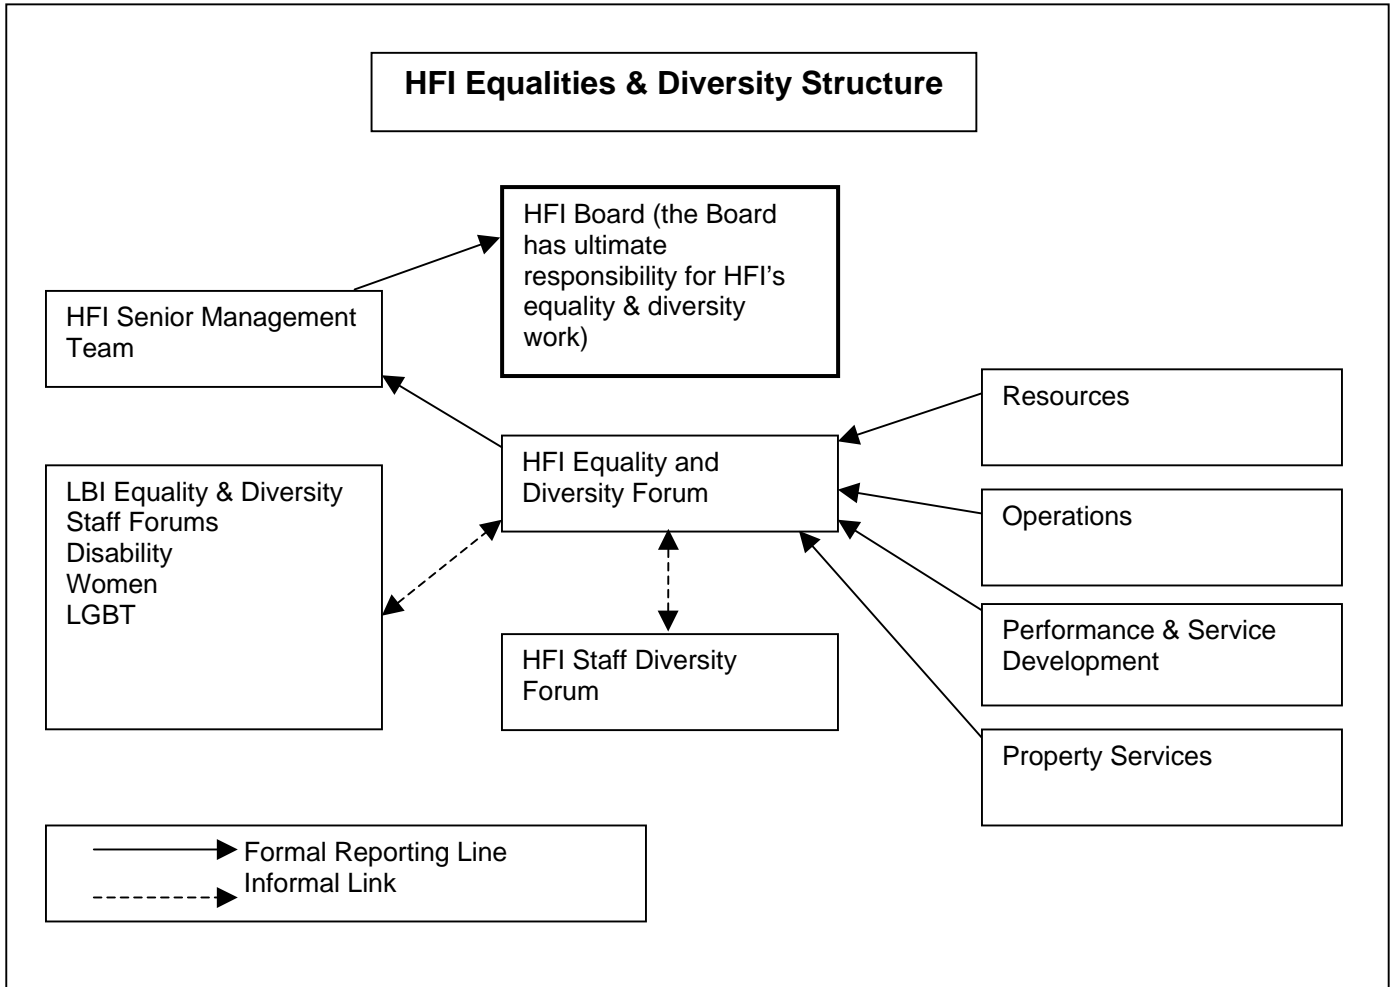 HFI Equalities & Diversity Structure
HFI Board (the Board
has ultimate
responsibility for HFI's
equality & diversity
work)
HFI Senior Management
Team
Resources
HFI Equality and
Diversity Forum
LBI Equality & Diversity
Staff Forums
Disability
Women
LGBT
Operations
Performance & Service
Development
HFI Staff Diversity
Forum
Property Services
Formal Reporting Line
Informal Link